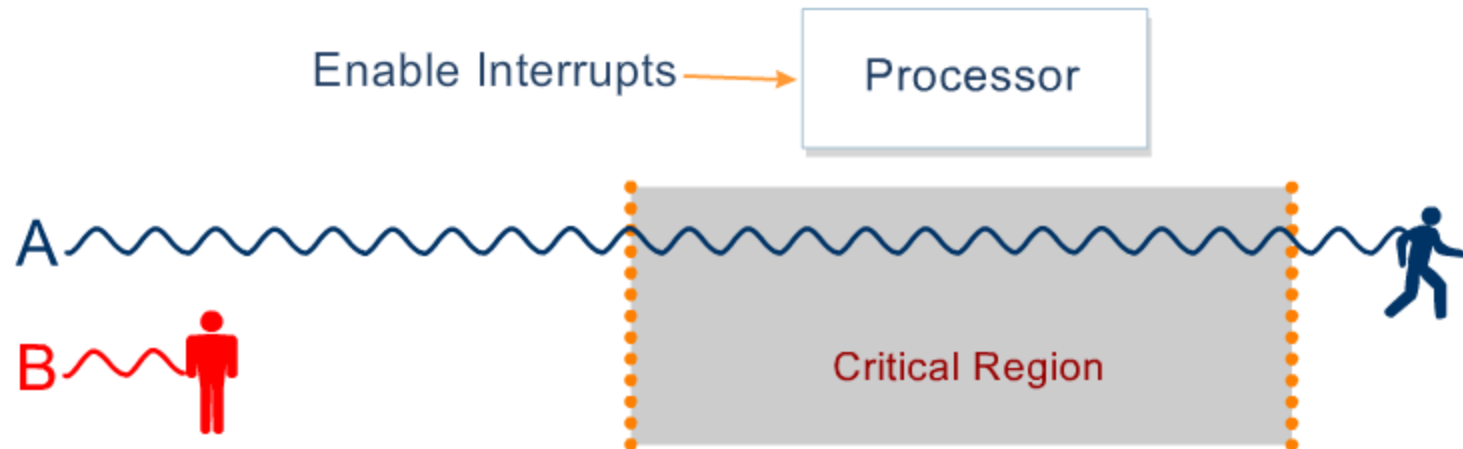 Enable Interrupts
Processor
A
B
Critical Region